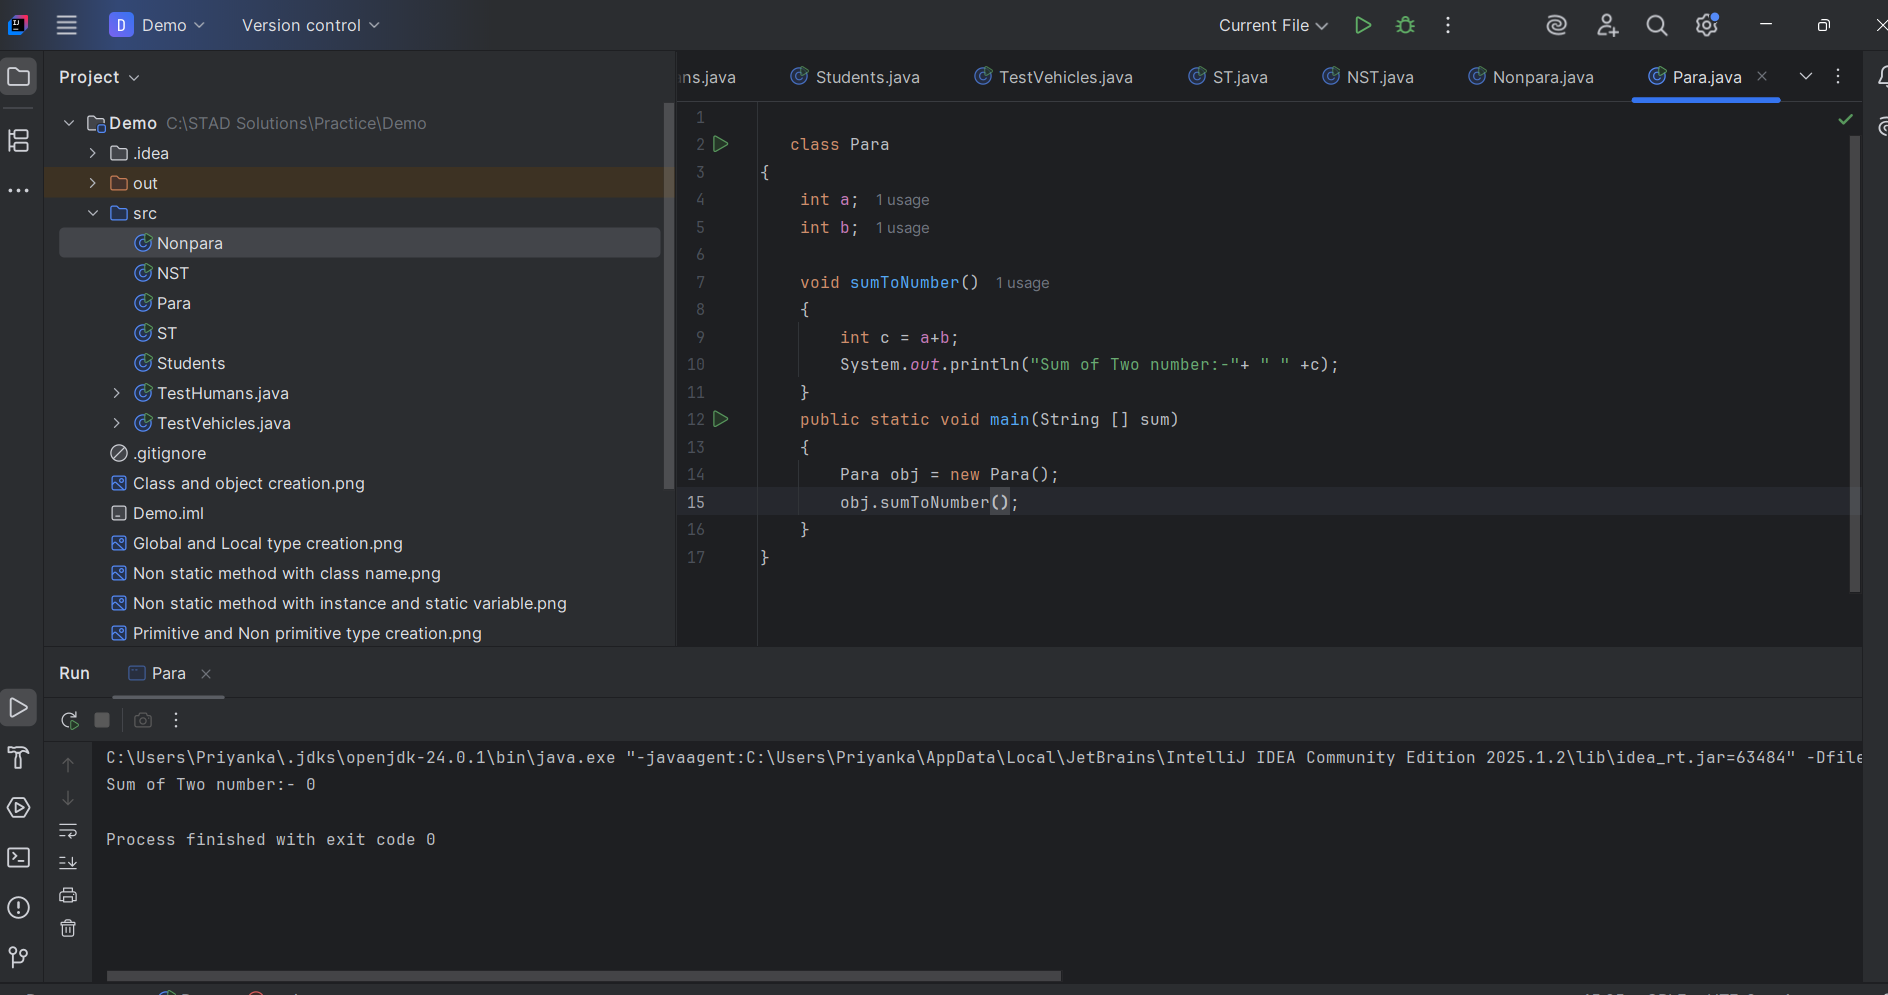 D Demo Version control Current File
Project
ns.java Students.java TestVehicles.java ST.java NST.java Nonpara.java Para.java
Demo C:\STAD Solutions\Practice\Demo
.idea
out
src
Nonpara
NST
Para
ST
Students
TestHumans.java
TestVehicles.java
.gitignore
Class and object creation.png
Demo.iml
Global and Local type creation.png
Non static method with class name.png
Non static method with instance and static variable.png
Primitive and Non primitive type creation.png
1
2 class Para
3 {
4 int a; 1 usage
5 int b; 1 usage
6
7 void sumToNumber() 1 usage
8 {
9 int c = a+b;
10 System.out.println("Sum of Two number:-"+ " " +c);
11 }
12 public static void main(String [] sum)
13 {
14 Para obj = new Para();
15 obj.sumToNumber();
16 }
17 }
Run Para
C:\Users\Priyanka\.jdks\openjdk-24.0.1\bin\java.exe "-javaagent:C:\Users\Priyanka\AppData\Local\JetBrains\IntelliJ IDEA Community Edition 2025.1.2\lib\idea_rt.jar=63484" -Dfile
Sum of Two number:- 0
Process finished with exit code 0